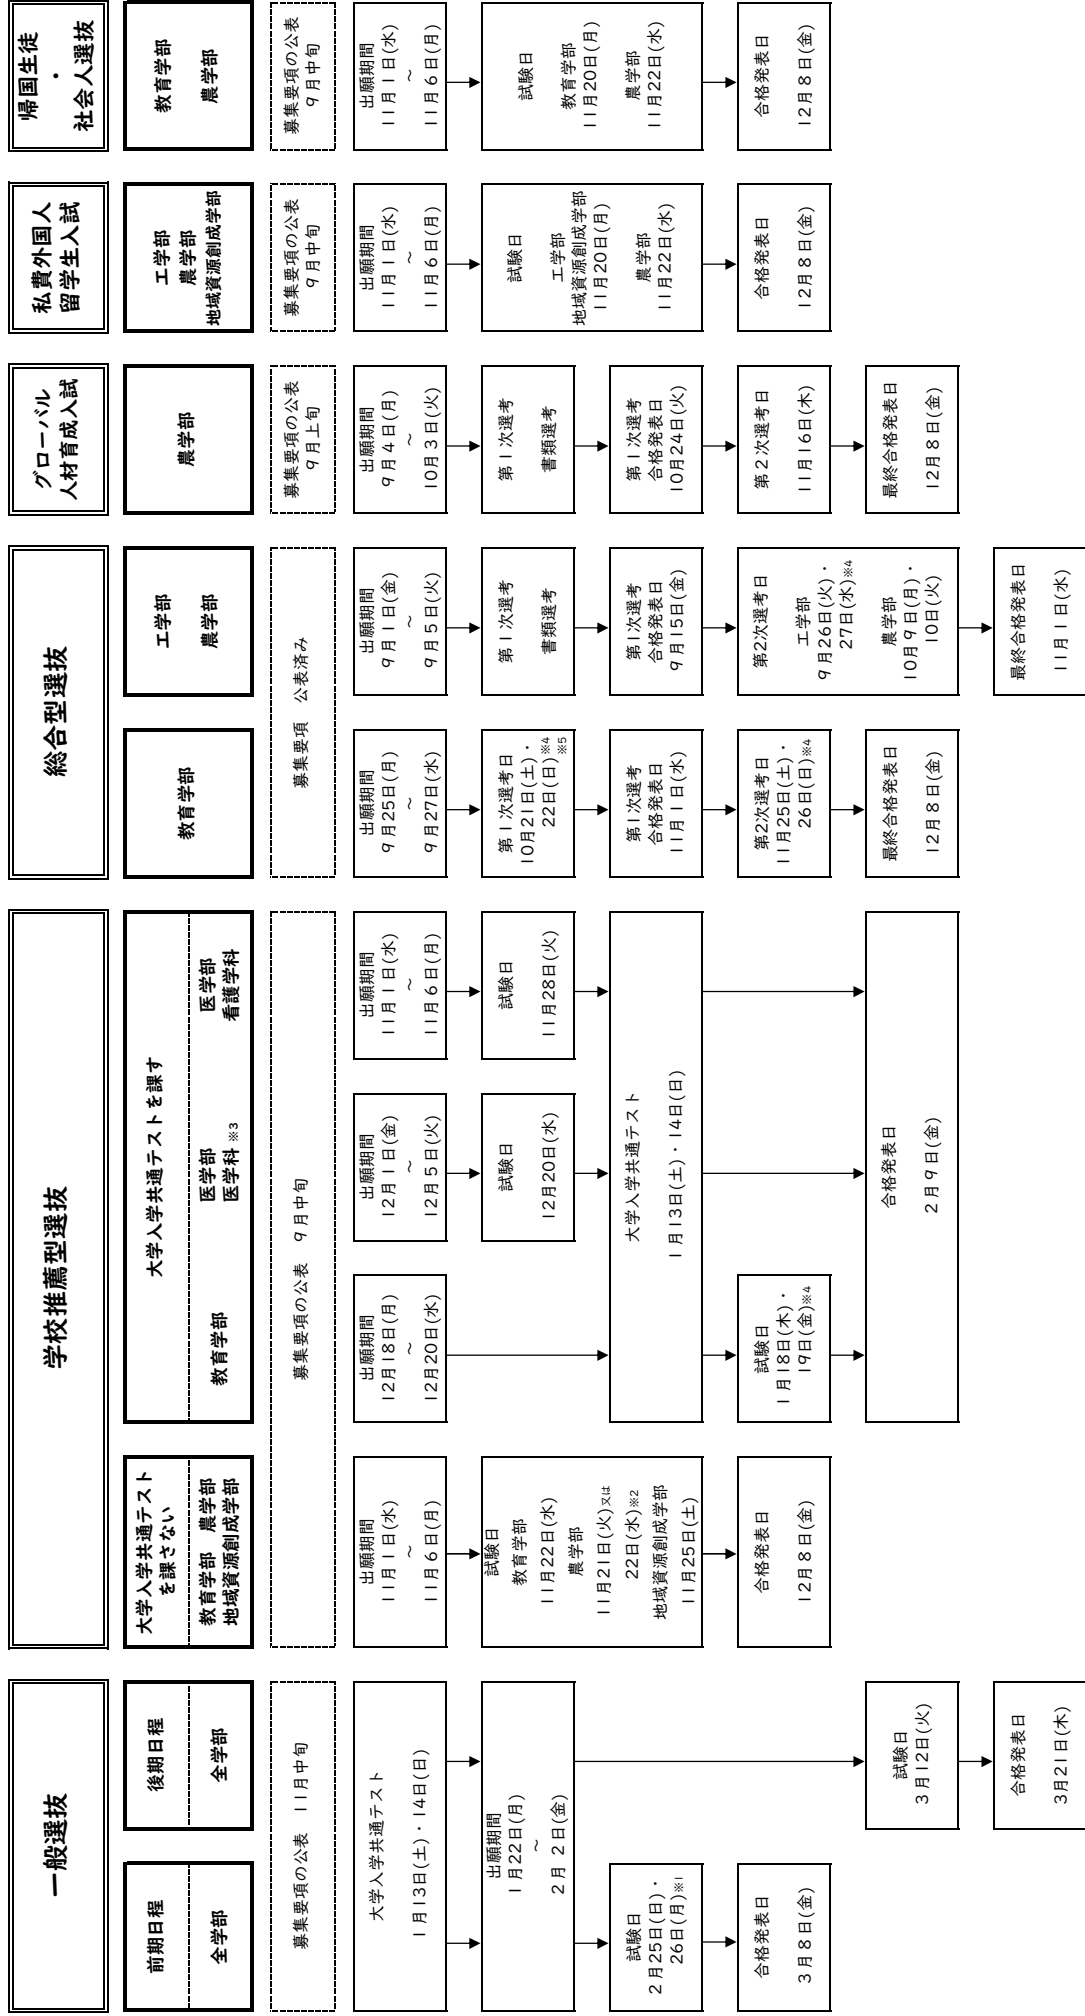 一般選抜
前期日程
全学部
後期日程
全学部
募集要項の公表　11月中旬
大学入学共通テスト
1月13日(土)・14日(日)
出願期間
1月22日(月)
～
2月 2日(金)
試験日
2月25日(日)・
26日(月)※1
合格発表日
3月8日(金)
試験日
3月12日(火)
合格発表日
3月21日(木)
学校推薦型選抜
大学入学共通テスト
を課さない
教育学部　農学部
地域資源創成学部
大学入学共通テストを課す
教育学部
医学部
医学科 ※3
医学部
看護学科
募集要項の公表　9月中旬
出願期間
11月1日(水)
～
11月6日(月)
試験日
教育学部
11月22日(水)
農学部
11月21日(火)又は
22日(水)※2
地域資源創成学部
11月25日(土)
合格発表日
12月8日(金)
出願期間
12月18日(月)
～
12月20日(水)
出願期間
12月1日(金)
～
12月5日(火)
試験日
12月20日(水)
出願期間
11月1日(水)
～
11月6日(月)
試験日
11月28日(火)
大学入学共通テスト
1月13日(土)・14日(日)
試験日
1月18日(木)・
19日(金)※4
合格発表日
2月9日(金)
総合型選抜
教育学部
工学部
農学部
募集要項　公表済み
出願期間
9月25日(月)
～
9月27日(水)
第1次選考日
10月21日(土)・
22日(日)※4
※5
第1次選考
合格発表日
11月1日(水)
第2次選考日
11月25日(土)・
26日(日)※4
最終合格発表日
12月8日(金)
出願期間
9月1日(金)
～
9月5日(火)
第1次選考
書類選考
第1次選考
合格発表日
9月15日(金)
第2次選考日
工学部
9月26日(火)・
27日(水)※4
農学部
10月9日(月)・
10日(火)
最終合格発表日
11月1日(水)
グローバル
人材育成入試
農学部
募集要項の公表
9月上旬
出願期間
9月4日(月)
～
10月3日(火)
第1次選考
書類選考
第1次選考
合格発表日
10月24日(火)
第2次選考日
11月16日(木)
最終合格発表日
12月8日(金)
私費外国人
留学生入試
工学部
農学部
地域資源創成学部
募集要項の公表
9月中旬
出願期間
11月1日(水)
～
11月6日(月)
試験日
工学部
地域資源創成学部
11月20日(月)
農学部
11月22日(水)
合格発表日
12月8日(金)
帰国生徒
・
社会人選抜
教育学部
農学部
募集要項の公表
9月中旬
出願期間
11月1日(水)
～
11月6日(月)
試験日
教育学部
11月20日(月)
農学部
11月22日(水)
合格発表日
12月8日(金)